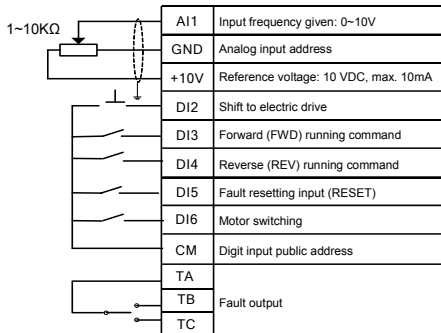 1~10KΩ
AI1 Input frequency given: 0~10V
GND Analog input address
+10V Reference voltage: 10 VDC, max. 10mA
DI2 Shift to electric drive
DI3 Forward (FWD) running command
DI4 Reverse (REV) running command
DI5 Fault resetting input (RESET)
DI6 Motor switching
CM Digit input public address
TA
TB Fault output
TC